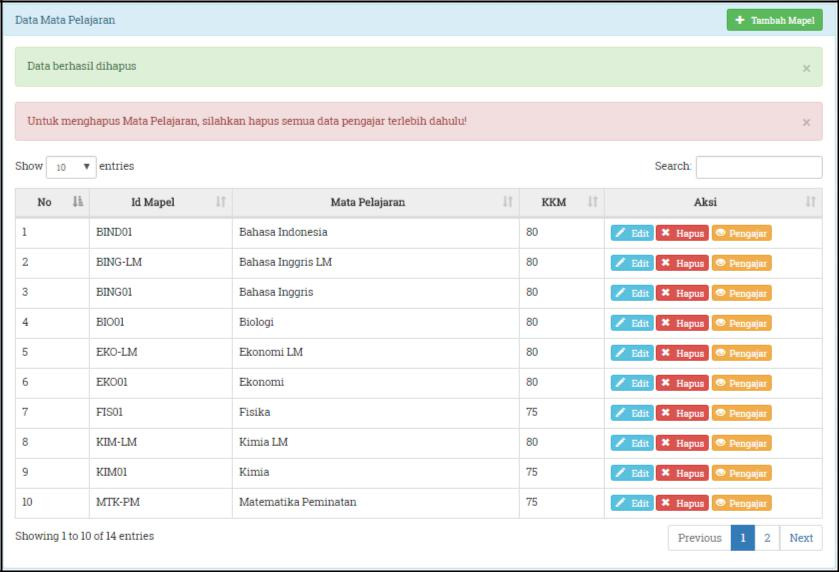 Data Mata Pelajaran Tambah Mapel
Data berhasil dihapus ×
Untuk menghapus Mata Pelajaran, silahkan hapus semua data pengajar terlebih dahulu! ×
Show 10 entries Search:
No Id Mapel Mata Pelajaran KKM Aksi
1 BIND01 Bahasa Indonesia 80 Edit Hapus Pengajar
2 BING-LM Bahasa Inggris LM 80 Edit Hapus Pengajar
3 BING01 Bahasa Inggris 80 Edit Hapus Pengajar
4 BIO01 Biologi 80 Edit Hapus Pengajar
5 EKO-LM Ekonomi LM 80 Edit Hapus Pengajar
6 EKO01 Ekonomi 80 Edit Hapus Pengajar
7 FIS01 Fisika 75 Edit Hapus Pengajar
8 KIM-LM Kimia LM 80 Edit Hapus Pengajar
9 KIM01 Kimia 75 Edit Hapus Pengajar
10 MTK-PM Matematika Peminatan 75 Edit Hapus Pengajar
Showing 1 to 10 of 14 entries Previous 1 2 Next